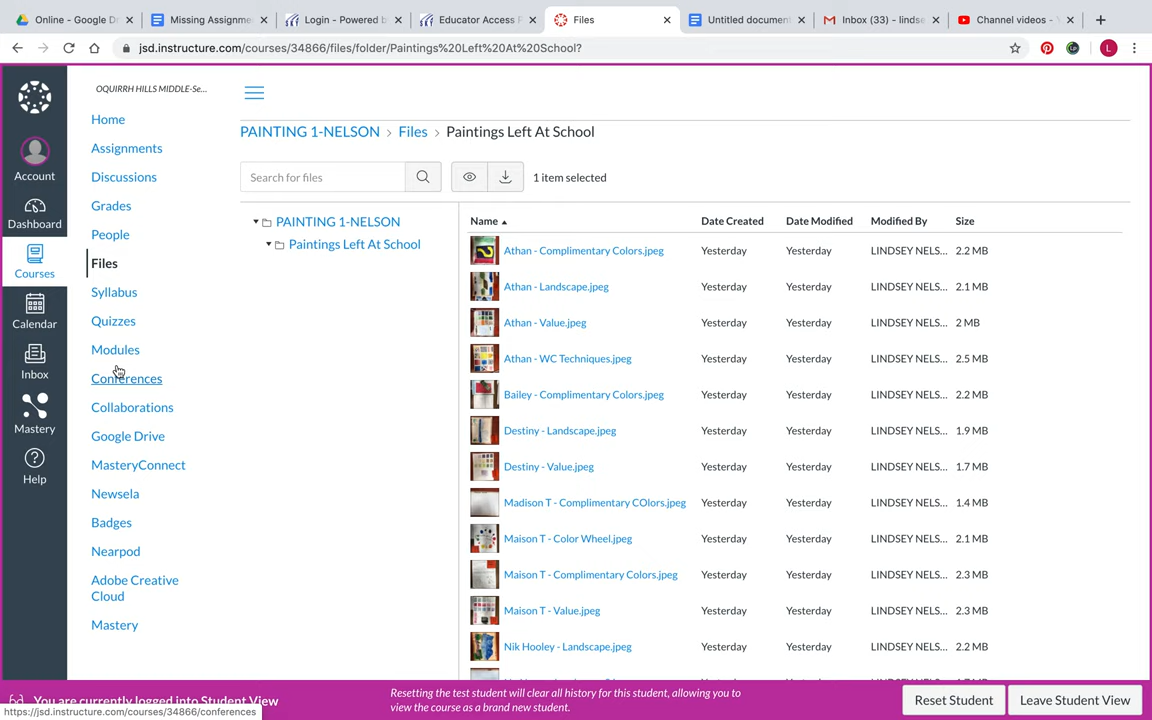 Online - Google Dr
Missing Assignme
Login - Powered b
Educator Access P
Files
Untitled document
Inbox (33) - lindse
Channel videos - Y
jsd.instructure.com/courses/34866/files/folder/Paintings%20Left%20At%20School?
L
OQUIRRH HILLS MIDDLE-Se...
Home
Assignments
Discussions
Grades
People
Files
Syllabus
Quizzes
Modules
Conferences
Collaborations
Google Drive
MasteryConnect
Newsela
Badges
Nearpod
Adobe Creative
Cloud
Mastery
Account
Dashboard
Courses
Calendar
Inbox
Mastery
Help
PAINTING 1-NELSON › Files › Paintings Left At School
Search for files
1 item selected
PAINTING 1-NELSON
Paintings Left At School
Name Date Created Date Modified Modified By Size
Athan - Complimentary Colors.jpeg Yesterday Yesterday LINDSEY NELS... 2.2 MB
Athan - Landscape.jpeg Yesterday Yesterday LINDSEY NELS... 2.1 MB
Athan - Value.jpeg Yesterday Yesterday LINDSEY NELS... 2 MB
Athan - WC Techniques.jpeg Yesterday Yesterday LINDSEY NELS... 2.5 MB
Bailey - Complimentary Colors.jpeg Yesterday Yesterday LINDSEY NELS... 2.2 MB
Destiny - Landscape.jpeg Yesterday Yesterday LINDSEY NELS... 1.9 MB
Destiny - Value.jpeg Yesterday Yesterday LINDSEY NELS... 1.7 MB
Madison T - Complimentary COlors.jpeg Yesterday Yesterday LINDSEY NELS... 1.4 MB
Maison T - Color Wheel.jpeg Yesterday Yesterday LINDSEY NELS... 2.1 MB
Maison T - Complimentary Colors.jpeg Yesterday Yesterday LINDSEY NELS... 2.3 MB
Maison T - Value.jpeg Yesterday Yesterday LINDSEY NELS... 2.3 MB
Nik Hooley - Landscape.jpeg Yesterday Yesterday LINDSEY NELS... 2.2 MB
You are currently logged into Student View
Resetting the test student will clear all history for this student, allowing you to
view the course as a brand new student.
Reset Student
Leave Student View
https://jsd.instructure.com/courses/34866/conferences